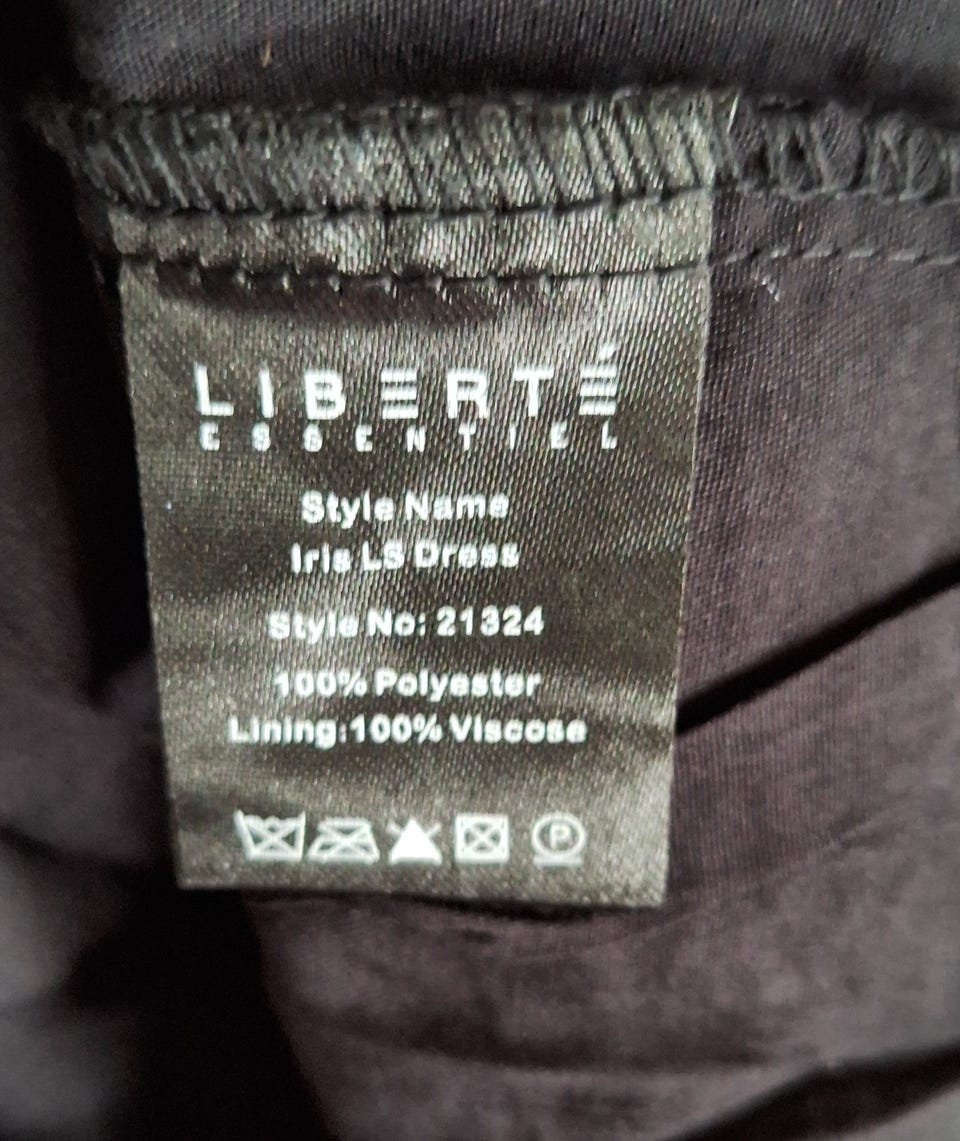 LIBERTÉ
ESSENTIEL
Style Name
Iris LS Dress
Style No: 21324
100% Polyester
Lining:100% Viscose
P